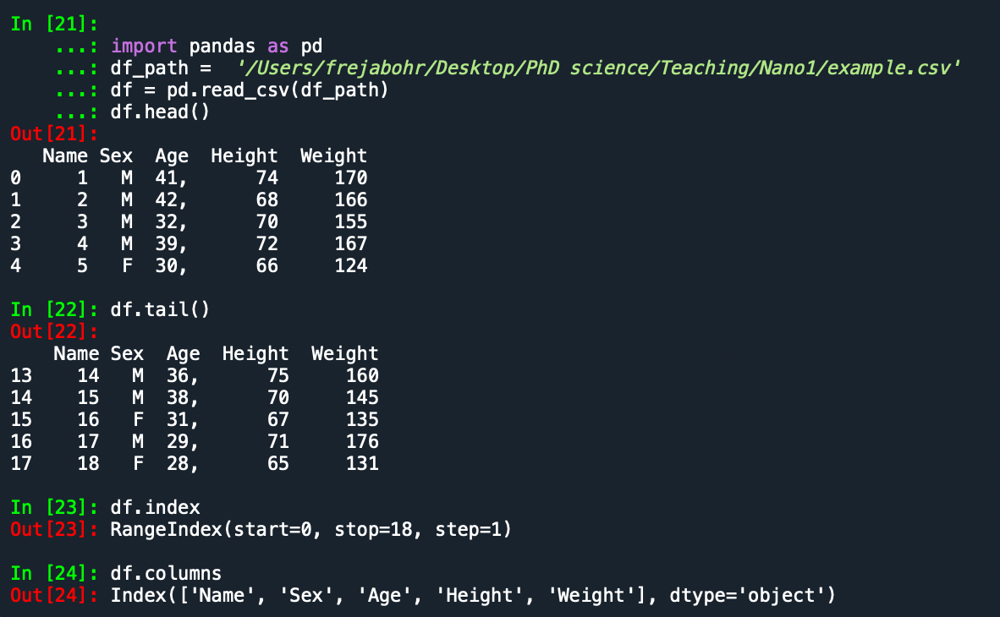 In [21]:
    ...: import pandas as pd
    ...: df_path =  '/Users/frejabohr/Desktop/PhD science/Teaching/Nano1/example.csv'
    ...: df = pd.read_csv(df_path)
    ...: df.head()
Out[21]:
   Name Sex  Age  Height  Weight
0     1   M  41,      74     170
1     2   M  42,      68     166
2     3   M  32,      70     155
3     4   M  39,      72     167
4     5   F  30,      66     124

In [22]: df.tail()
Out[22]:
    Name Sex  Age  Height  Weight
13    14   M  36,      75     160
14    15   M  38,      70     145
15    16   F  31,      67     135
16    17   M  29,      71     176
17    18   F  28,      65     131

In [23]: df.index
Out[23]: RangeIndex(start=0, stop=18, step=1)

In [24]: df.columns
Out[24]: Index(['Name', 'Sex', 'Age', 'Height', 'Weight'], dtype='object')